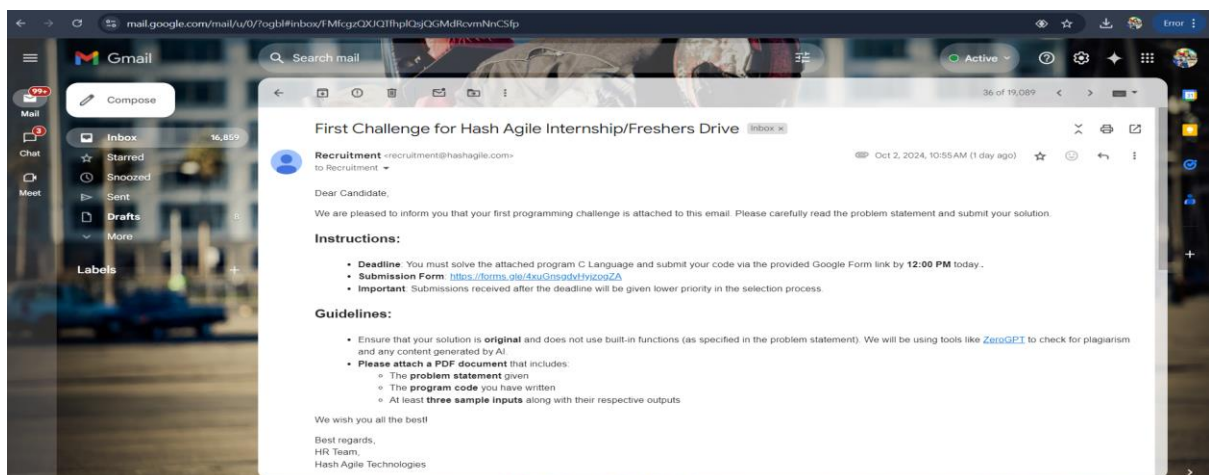 mail.google.com/mail/u/0/?ogbl#inbox/FMfcgzQXJQTfhplQsjQGMdRcvmNnCSfp
Error
Gmail
Search mail
Active
99+
Mail
Compose
36 of 19,089
3
Chat
Meet
Inbox 16,859
Starred
Snoozed
Sent
Drafts 8
More
Labels
First Challenge for Hash Agile Internship/Freshers Drive Inbox ×
Recruitment <recruitment@hashagile.com>
Oct 2, 2024, 10:55 AM (1 day ago)
to Recruitment
Dear Candidate,
We are pleased to inform you that your first programming challenge is attached to this email. Please carefully read the problem statement and submit your solution.
Instructions:
• Deadline: You must solve the attached program C Language and submit your code via the provided Google Form link by 12:00 PM today.
• Submission Form: https://forms.gle/4xuGnsgdyHyjzogZA
• Important: Submissions received after the deadline will be given lower priority in the selection process.
Guidelines:
• Ensure that your solution is original and does not use built-in functions (as specified in the problem statement). We will be using tools like ZeroGPT to check for plagiarism
and any content generated by AI.
• Please attach a PDF document that includes:
○ The problem statement given
○ The program code you have written
○ At least three sample inputs along with their respective outputs
We wish you all the best!
Best regards,
HR Team,
Hash Agile Technologies